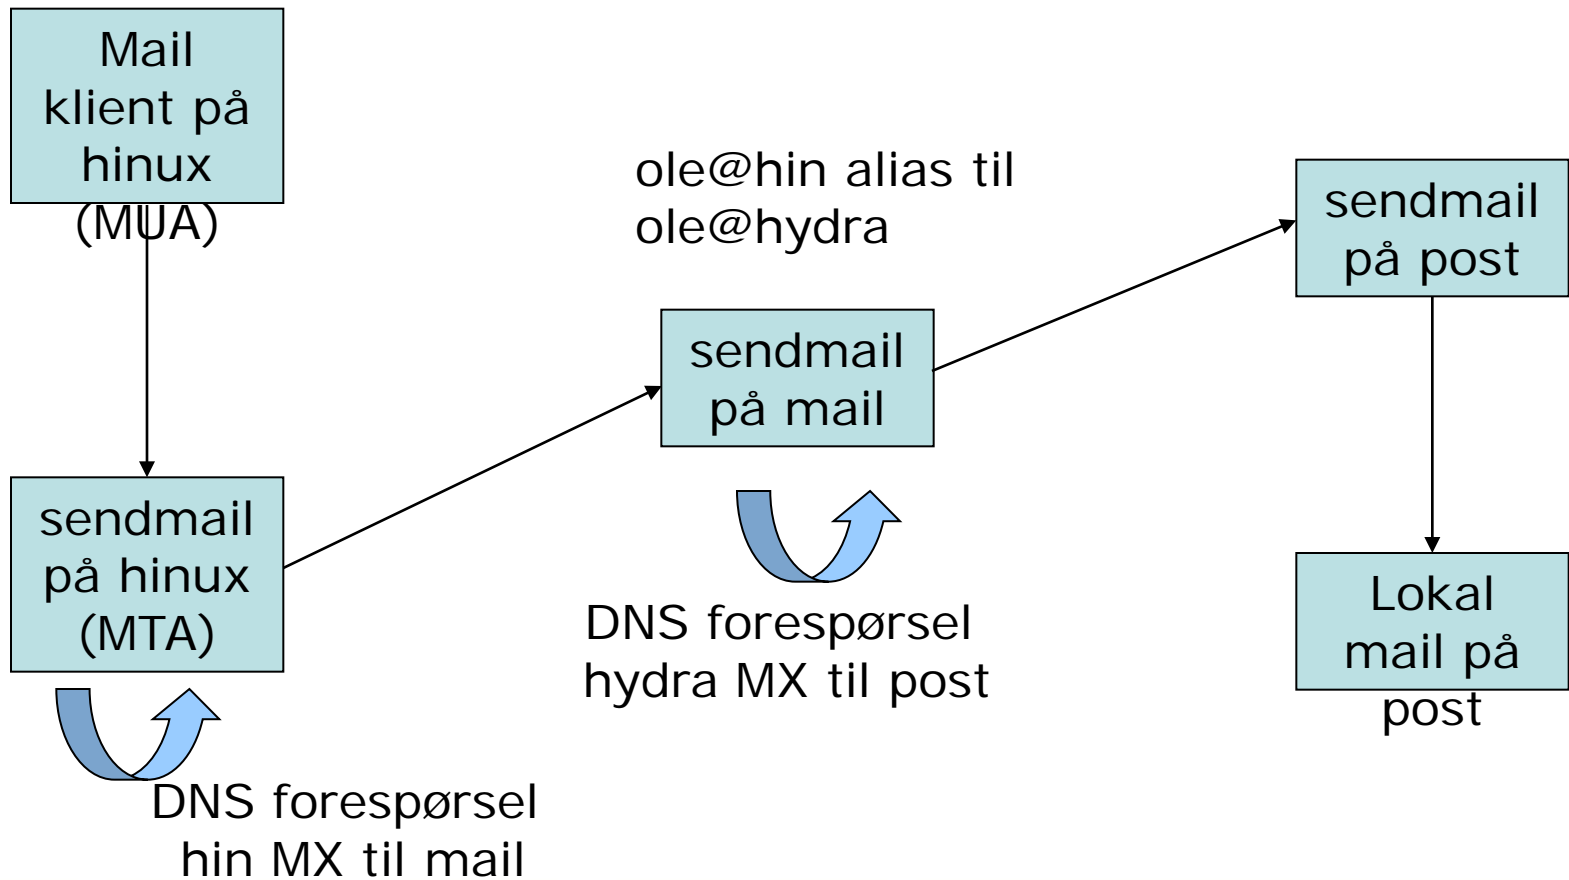 Mail
klient på
hinux
(MUA)
ole@hin alias til
ole@hydra
sendmail
på post
sendmail
på mail
sendmail
på hinux
(MTA)
DNS forespørsel
hydra MX til post
Lokal
mail på
post
DNS forespørsel
hin MX til mail